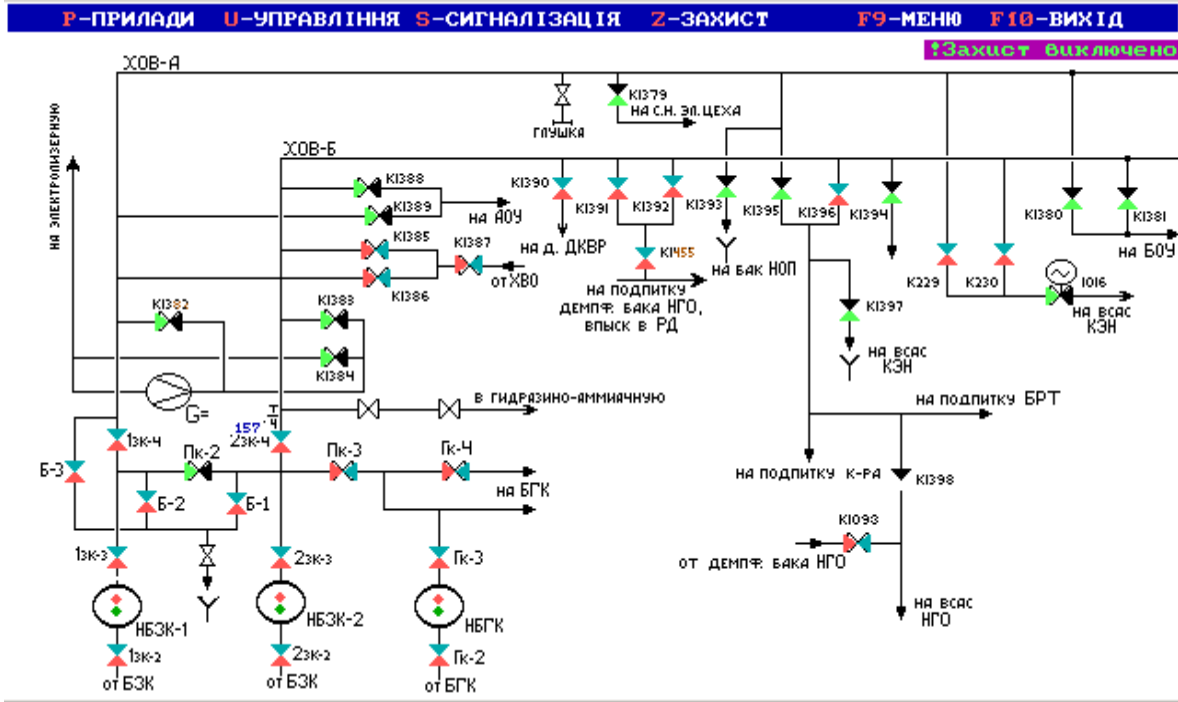 P-ПРИЛАДИ U-УПРАВЛІННЯ S-СИГНАЛІЗАЦІЯ Z-ЗАХИСТ F9-МЕНЮ F10-ВИХІД
!Захист виключено
ХОВ-А
К1379
НА С.Н. ЭЛ.ЦЕХА
ГЛУШКА
НА ЭЛЕКТРОЛИЗЕРНУЮ
ХОВ-Б
К1388
К1389
на АОУ
К1385
К1387
К1386
от ХВО
К1390
К1391
К1392
К1393
К1395
К1396
К1394
К1380
К1381
на БОУ
на д. ДКВР
К1455
на БАК НОП
НА ПОДПИТКУ
ДЕМПФ. БАКА НГО,
ВПЫСК В РД
К229
К230
1016
НА ВСАС
КЭН
К1382
К1383
К1384
К1397
НА ВСАС
КЭН
G=
В ГИДРАЗИНО-АММИАЧНУЮ
НА ПОДПИТКУ БРТ
Т
Ч
157
1зк-4
2зк-4
Пк-2
Пк-3
Гк-4
Б-3
на БГК
НА ПОДПИТКУ К-РА
К1398
Б-2
Б-1
К1093
ОТ ДЕМПФ. БАКА НГО
1зк-3
2зк-3
Гк-3
НБЗК-1
НБЗК-2
НБГК
НА ВСАС
НГО
1зк-2
2зк-2
Гк-2
от БЗК
от БЗК
от БГК